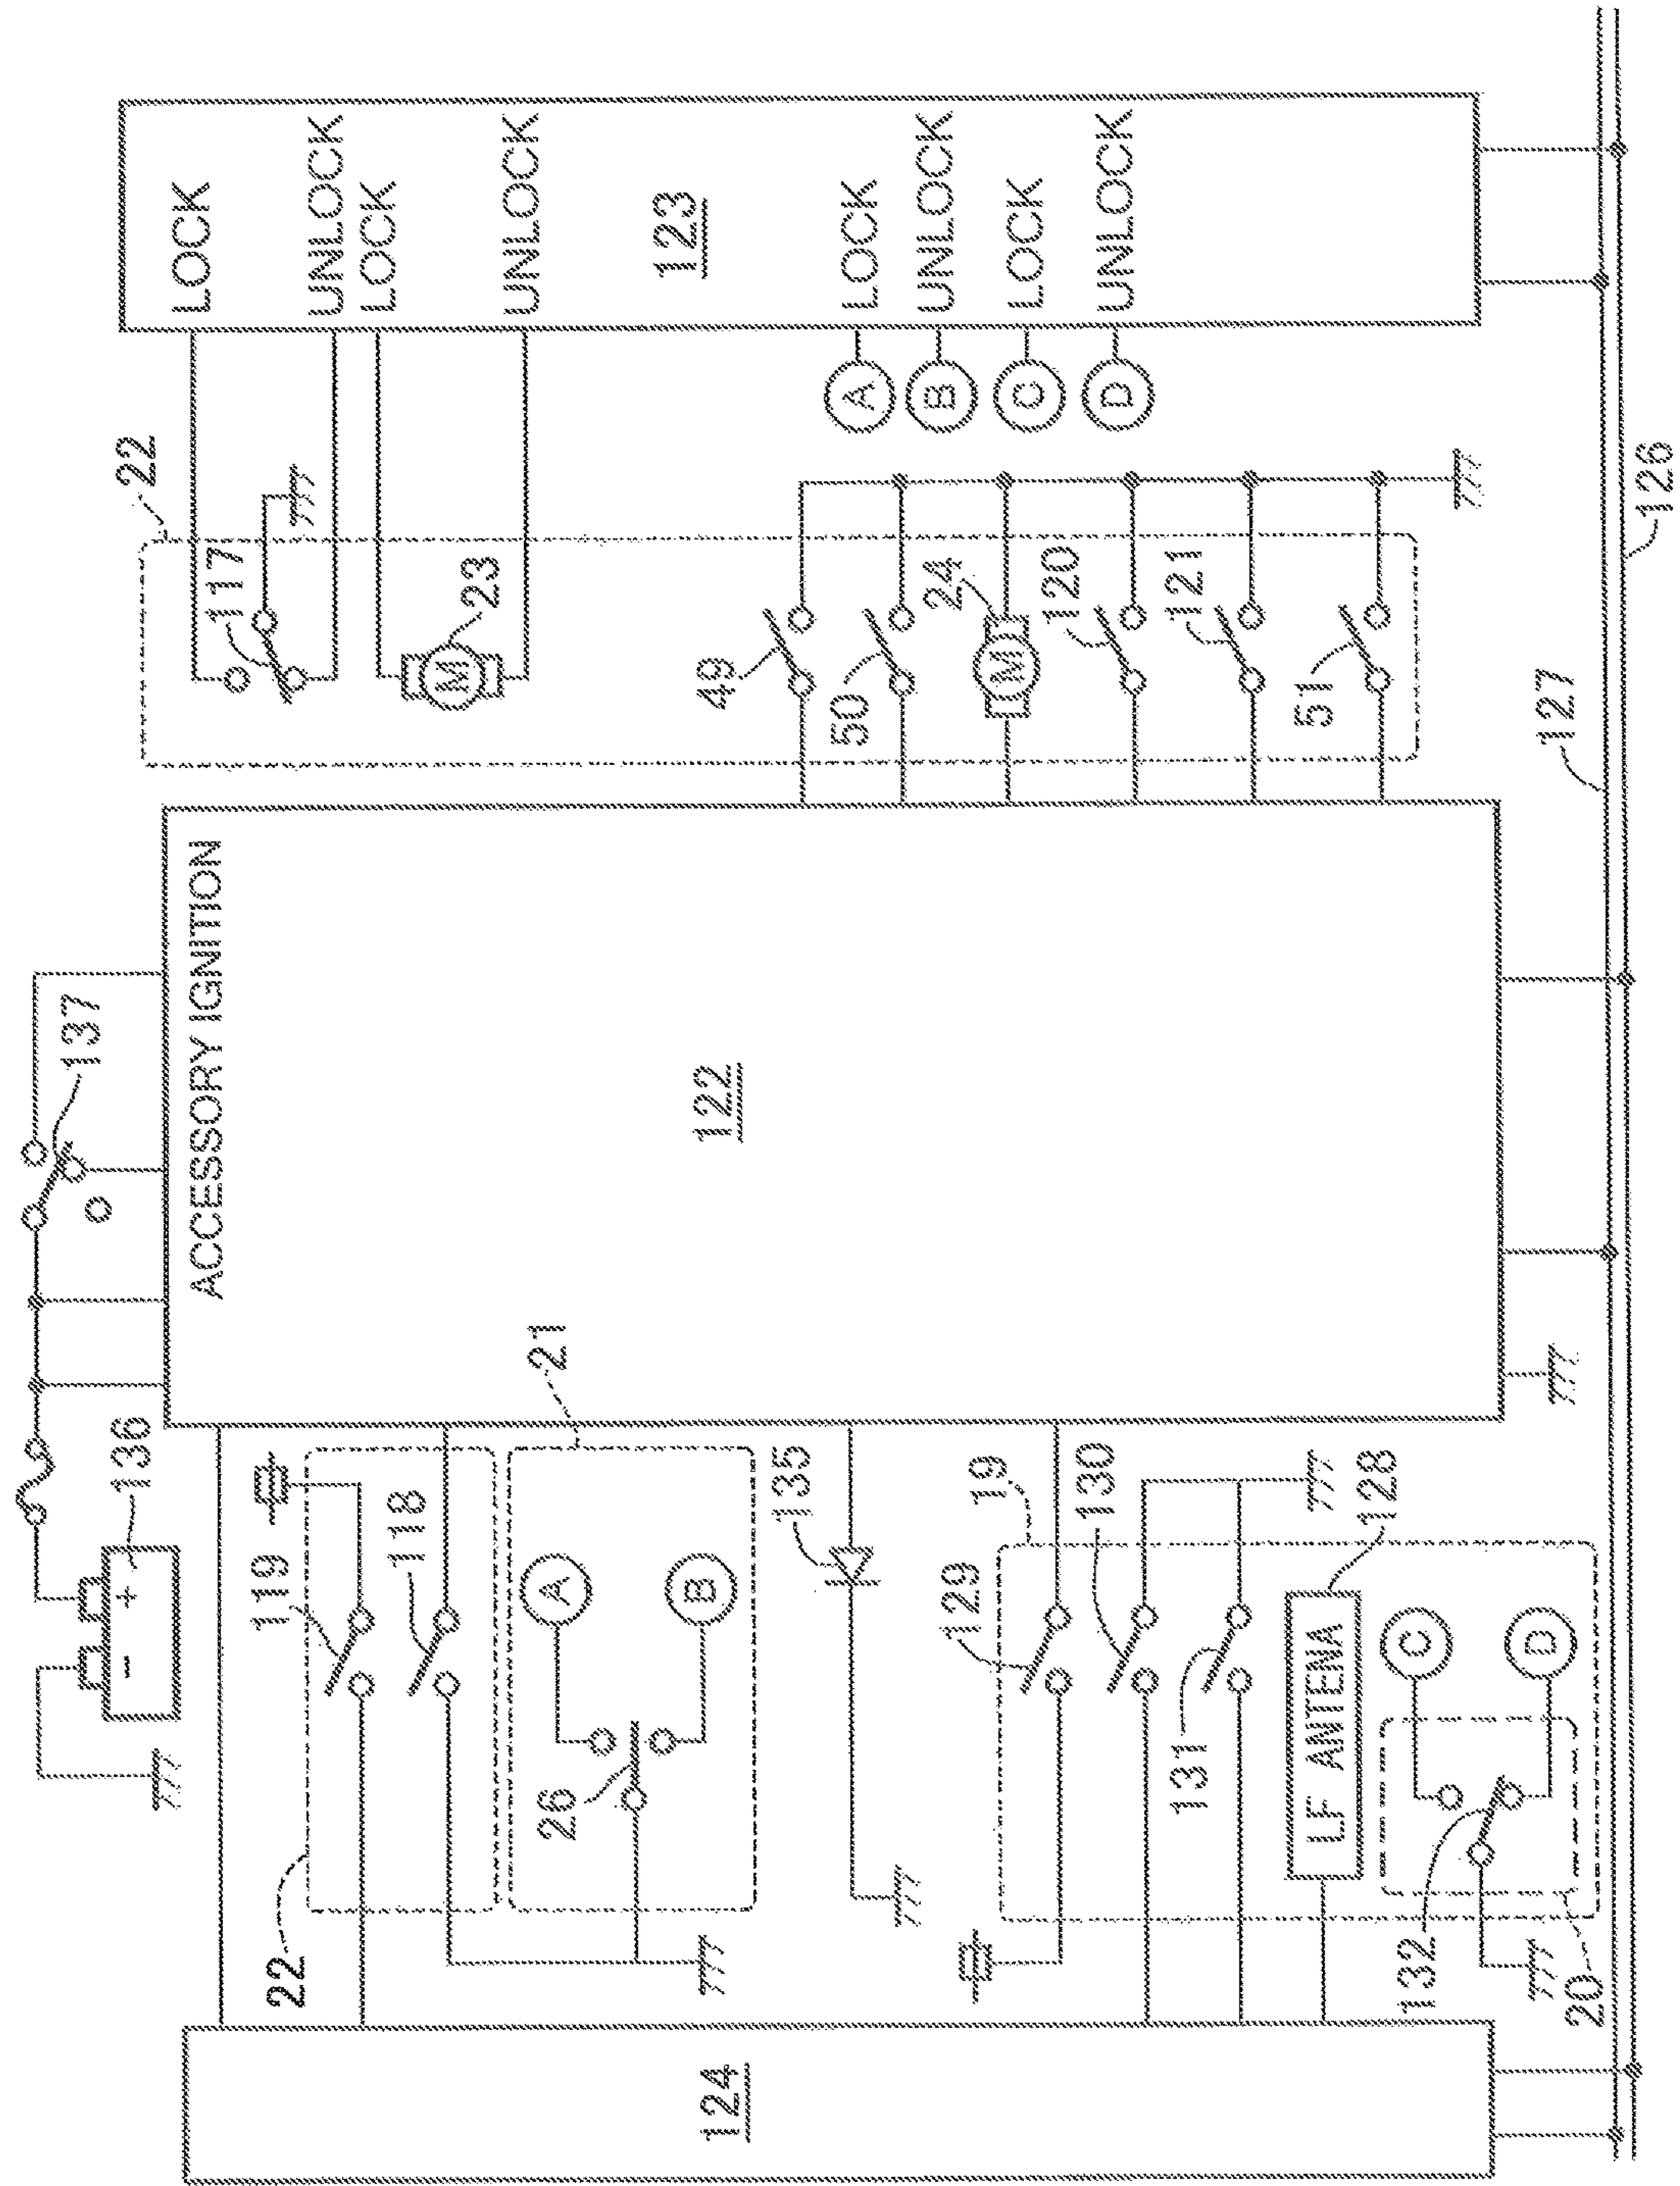 136
+
-
137
ACCESSORY IGNITION
122
124
22
119
118
21
A
B
26
135
19
129
130
131
LF ANTENA
128
C
D
132
20
22
117
M
23
49
50
M
24
120
121
51
LOCK
UNLOCK
LOCK
UNLOCK
123
LOCK
UNLOCK
LOCK
UNLOCK
A
B
C
D
127
126